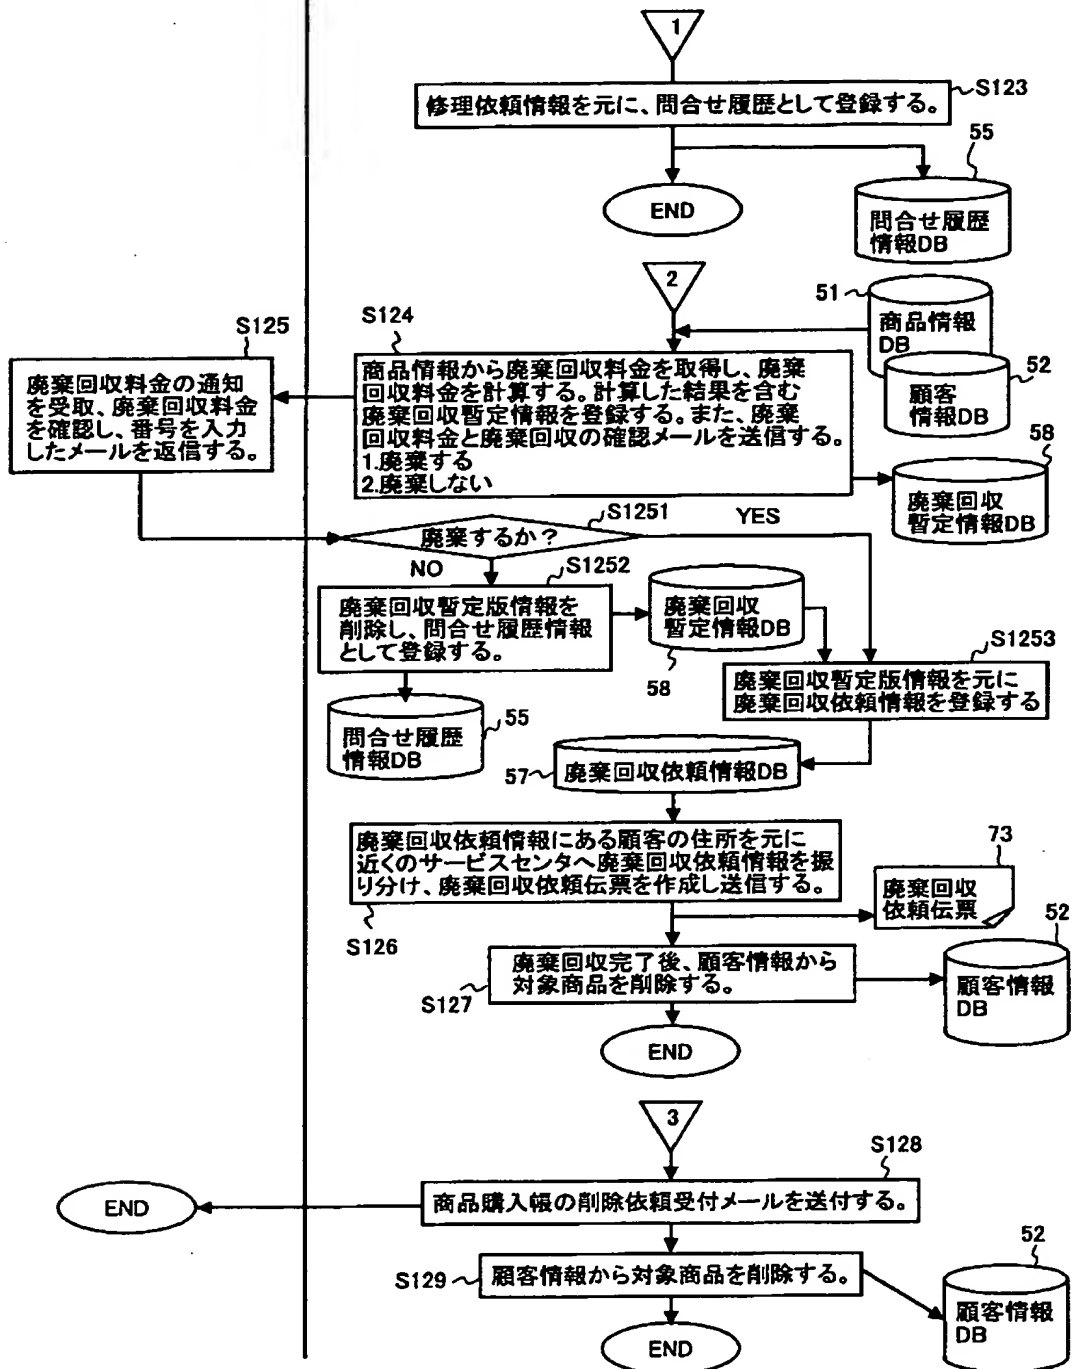 1
S123
修理依頼情報を元に、問合せ履歴として登録する。
55
END
問合せ履歴
情報DB
2
51
商品情報
DB
52
顧客
情報DB
S124
商品情報から廃棄回収料金を取得し、廃棄
回収料金を計算する。計算した結果を含む
廃棄回収暫定情報を登録する。また、廃棄
回収料金と廃棄回収の確認メールを送信する。
1.廃棄する
2.廃棄しない
S125
廃棄回収料金の通知
を受取、廃棄回収料金
を確認し、番号を入力
したメールを返信する。
58
廃棄回収
暫定情報DB
S1251
廃棄するか?
YES
NO
S1252
廃棄回収暫定版情報を
削除し、問合せ履歴情報
として登録する。
廃棄回収
暫定情報DB
58
S1253
廃棄回収暫定版情報を元に
廃棄回収依頼情報を登録する
55
問合せ履歴
情報DB
57
廃棄回収依頼情報DB
廃棄回収依頼情報にある顧客の住所を元に
近くのサービスセンタへ廃棄回収依頼情報を振
り分け、廃棄回収依頼伝票を作成し送信する。
S126
73
廃棄回収
依頼伝票
廃棄回収完了後、顧客情報から
対象商品を削除する。
S127
52
顧客情報
DB
END
3
S128
商品購入帳の削除依頼受付メールを送付する。
END
S129
顧客情報から対象商品を削除する。
52
顧客情報
DB
END